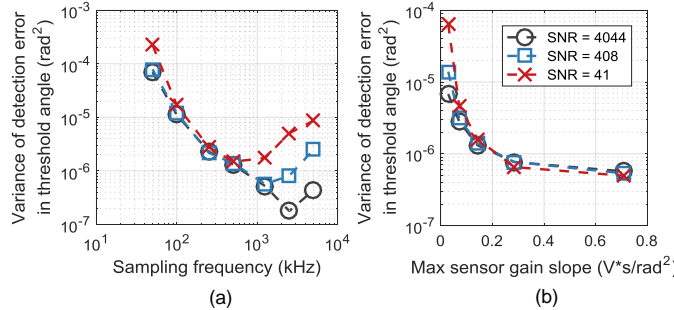 Variance of detection error
in threshold angle (rad²)
10⁻³
10⁻⁴
10⁻⁵
10⁻⁶
10⁻⁷
10¹ 10² 10³ 10⁴
Sampling frequency (kHz)
(a)
Variance of detection error
in threshold angle (rad²)
10⁻⁴
10⁻⁵
10⁻⁶
10⁻⁷
SNR = 4044
SNR = 408
SNR = 41
0 0.2 0.4 0.6 0.8
Max sensor gain slope (V*s/rad²)
(b)